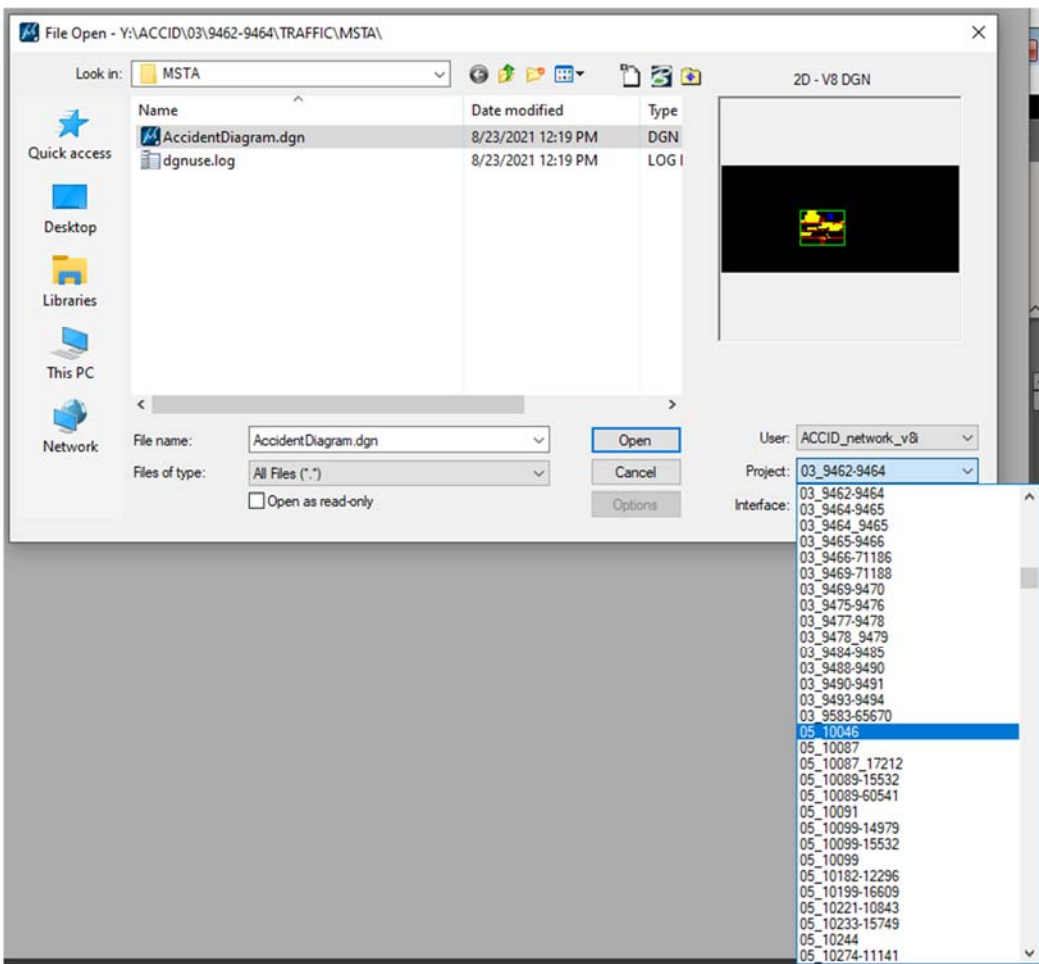 File Open - Y:\ACCID\03\9462-9464\TRAFFIC\MSTA\
Look in: MSTA
2D - V8 DGN
Name Date modified Type
AccidentDiagram.dgn 8/23/2021 12:19 PM DGN
dgnuse.log 8/23/2021 12:19 PM LOG
Quick access
Desktop
Libraries
This PC
Network
File name: AccidentDiagram.dgn Open User: ACCID_network_v8i
Files of type: All Files (*.*) Cancel Project: 03_9462-9464
Open as read-only Options Interface:
03_9462-9464
03_9464-9465
03_9464_9465
03_9465-9466
03_9466-71186
03_9469-71188
03_9469-9470
03_9475-9476
03_9477-9478
03_9478_9479
03_9484-9485
03_9488-9490
03_9490-9491
03_9493-9494
03_9583-65670
05_10046
05_10087
05_10087_17212
05_10089-15532
05_10089-60541
05_10091
05_10099-14979
05_10099-15532
05_10099
05_10182-12296
05_10199-16609
05_10221-10843
05_10233-15749
05_10244
05_10274-11141